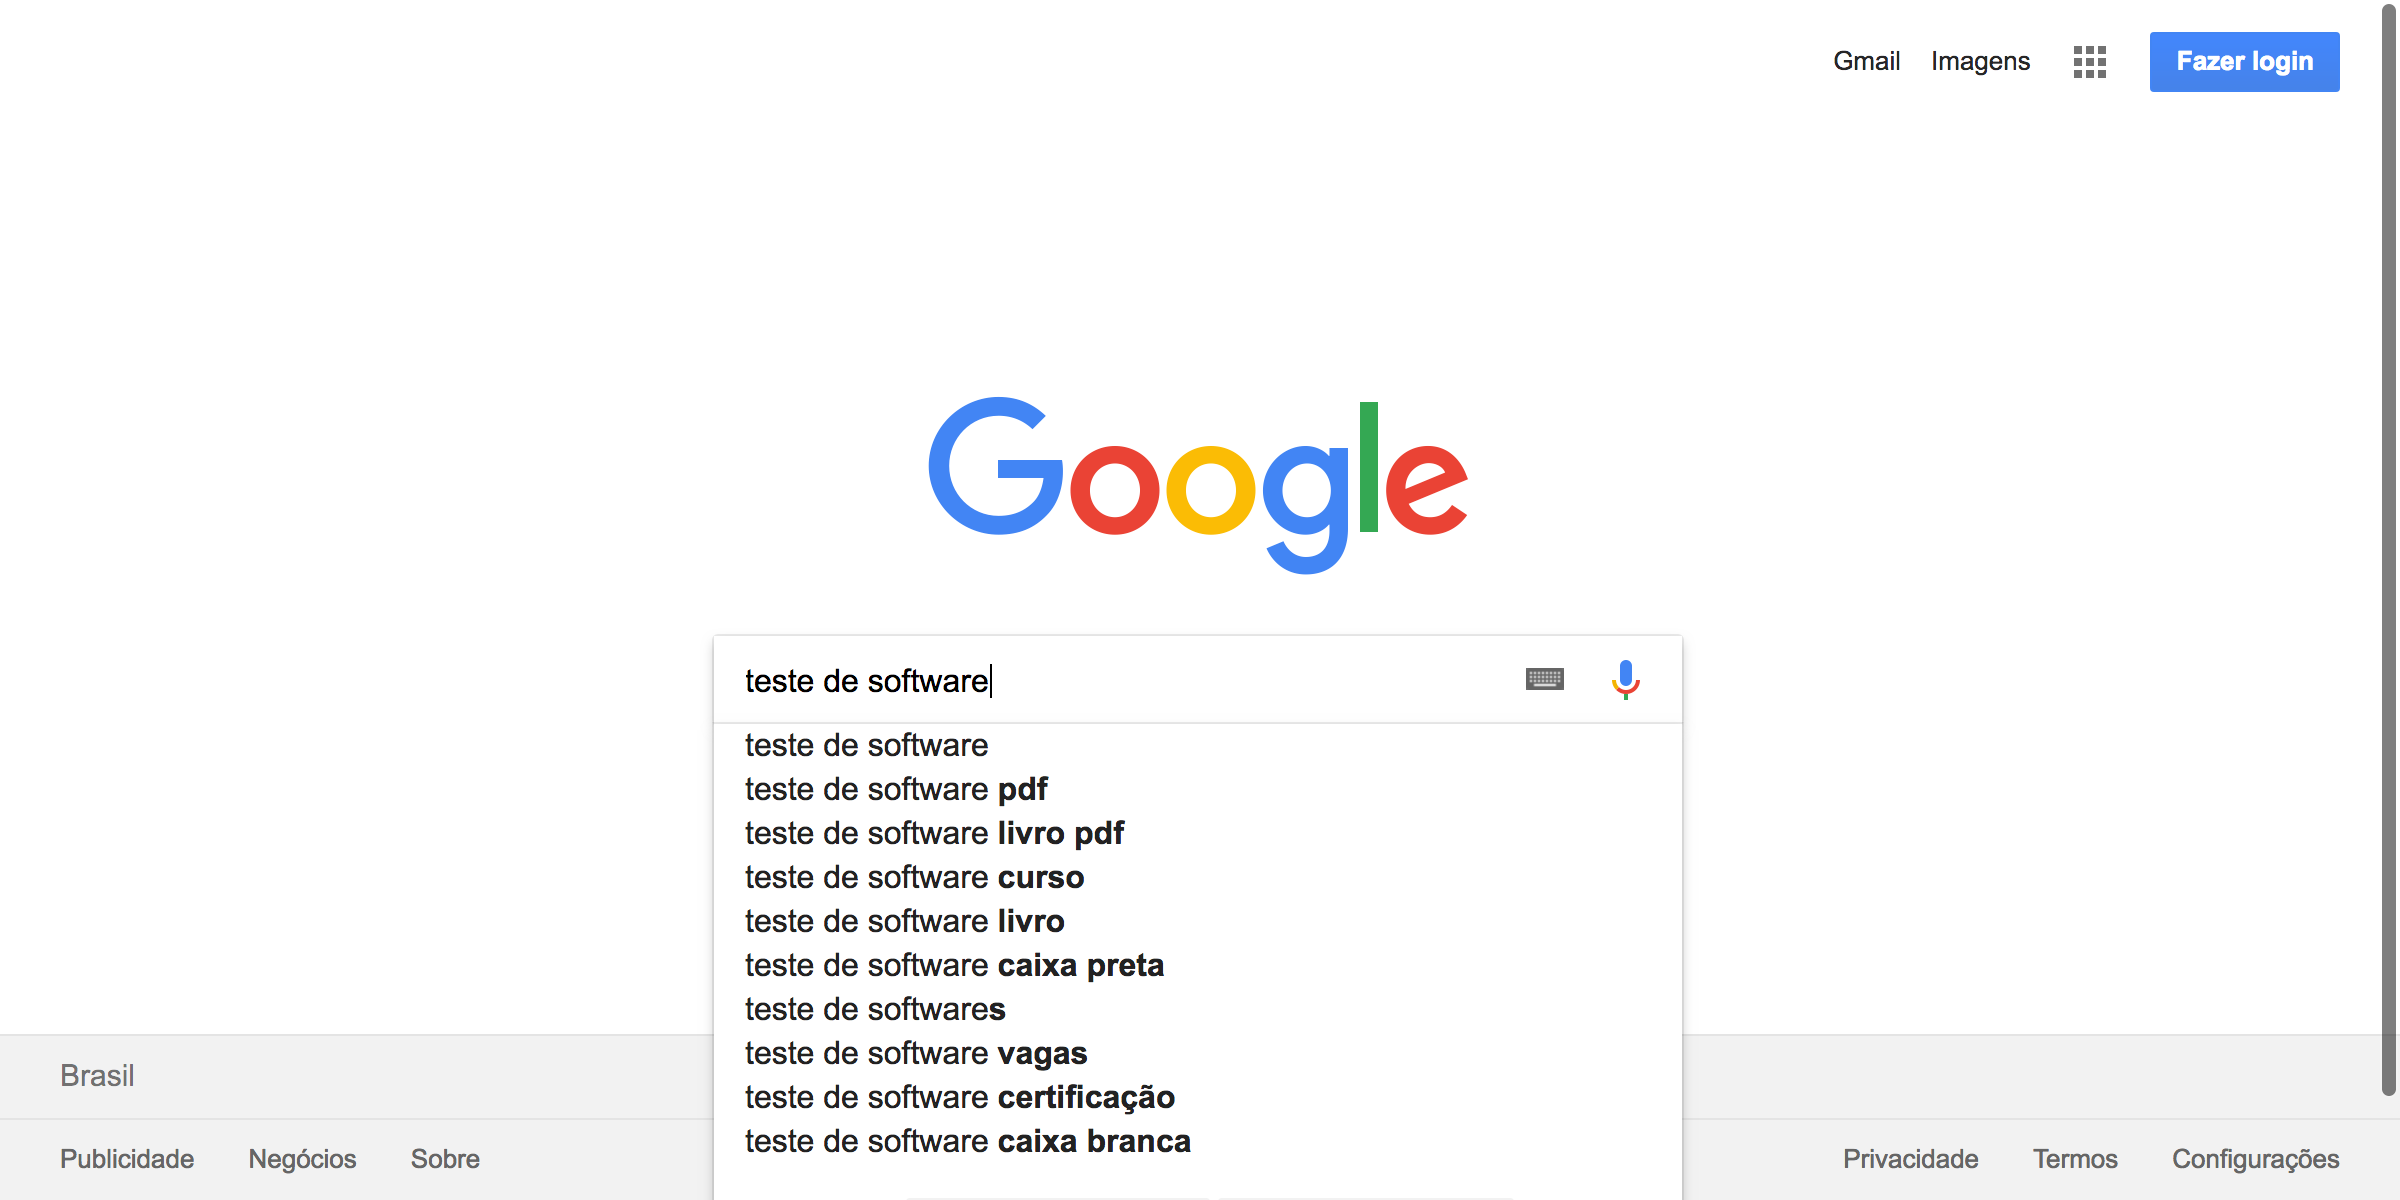 Gmail Imagens Fazer login
Google
teste de software
teste de software
teste de software pdf
teste de software livro pdf
teste de software curso
teste de software livro
teste de software caixa preta
teste de softwares
teste de software vagas
teste de software certificação
teste de software caixa branca
Brasil
Publicidade Negócios Sobre Privacidade Termos Configurações